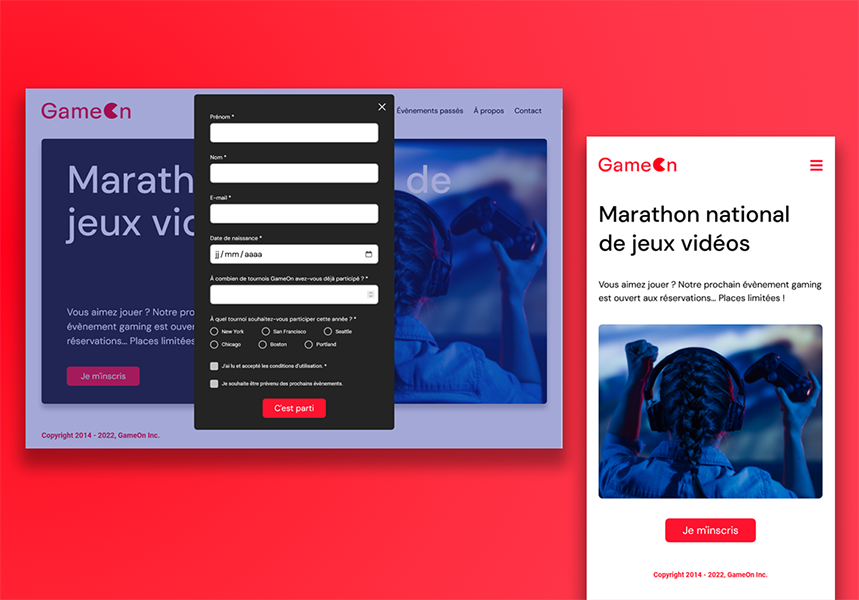 GameOn
Évènements passés À propos Contact
Marath de
jeux vid
Vous aimez jouer ? Notre pro
évènement gaming est ouver
réservations... Places limitées
Je m'inscris
Copyright 2014 - 2022, GameOn Inc.
Prénom *
Nom *
E-mail *
Date de naissance *
jj/mm/aaaa
À combien de tournois GameOn avez-vous déjà participé ? *
À quel tournoi souhaitez-vous participer cette année ? *
New York San Francisco Seattle
Chicago Boston Portland
J'ai lu et accepté les conditions d'utilisation. *
Je souhaite être prévenu des prochains évènements.
C'est parti
GameOn
Marathon national
de jeux vidéos
Vous aimez jouer ? Notre prochain évènement gaming
est ouvert aux réservations... Places limitées !
Je m'inscris
Copyright 2014 - 2022, GameOn Inc.